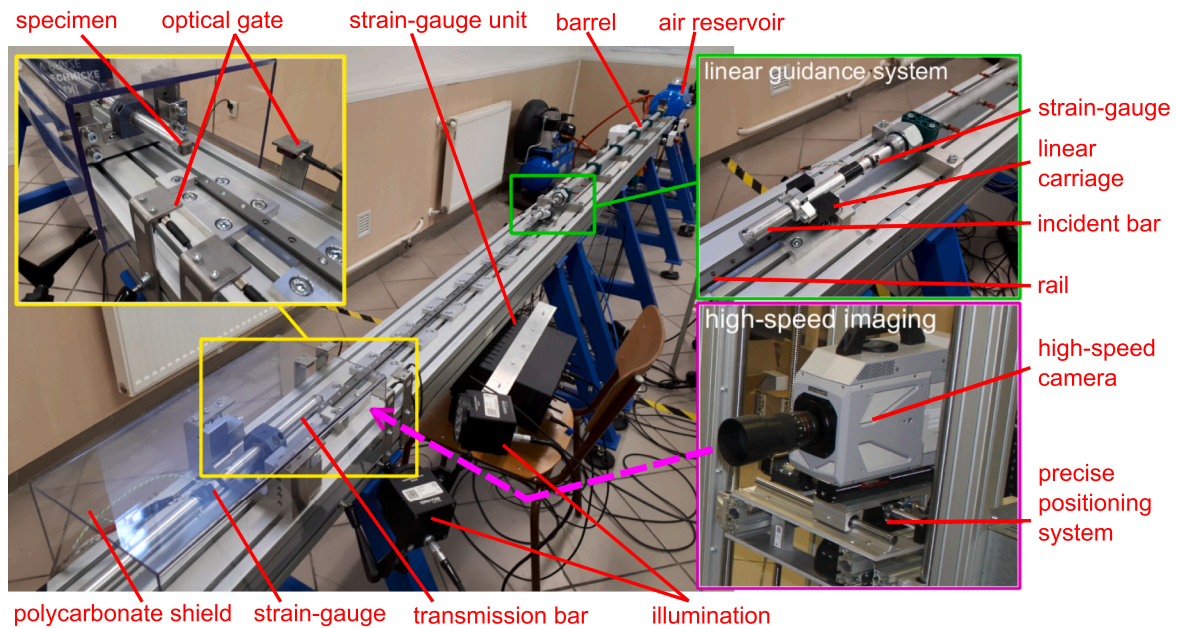 specimen
optical gate
strain-gauge unit
barrel
air reservoir
linear guidance system
strain-gauge
linear
carriage
incident bar
rail
high-speed imaging
high-speed
camera
precise
positioning
system
polycarbonate shield
strain-gauge
transmission bar
illumination